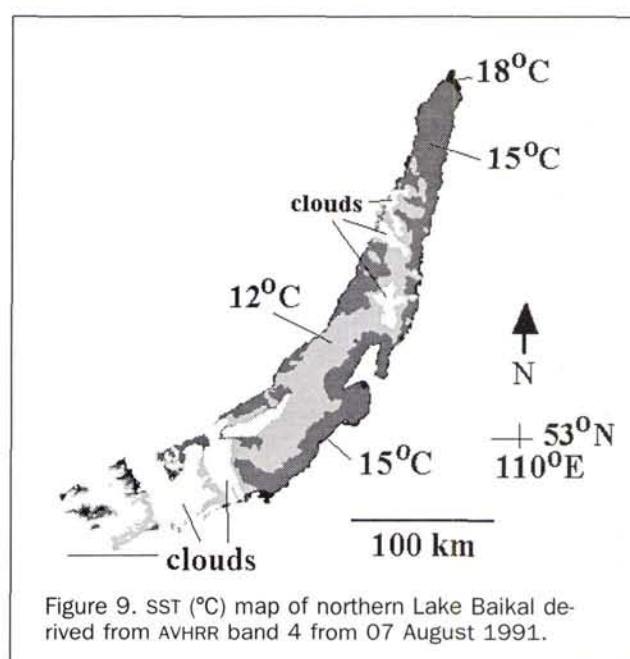 18°C
15°C
clouds
12°C
N
53°N
110°E
15°C
clouds
100 km
Figure 9. SST (°C) map of northern Lake Baikal de-
rived from AVHRR band 4 from 07 August 1991.